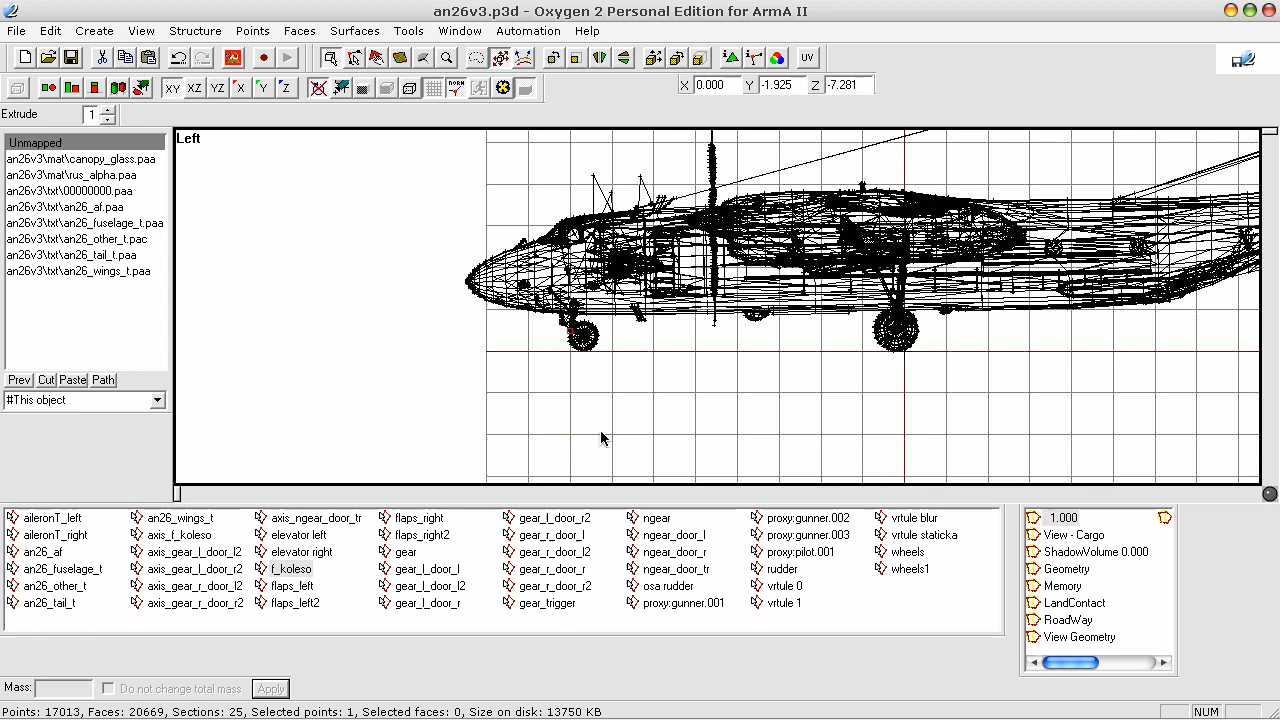 an26v3.p3d - Oxygen 2 Personal Edition for ArmA II
File Edit Create View Structure Points Faces Surfaces Tools Window Automation Help
UV
XY XZ YZ X Y Z NORM X 0.000 Y -1.925 Z -7.281
Extrude 1
Unmapped
an26v3\mat\canopy_glass.paa
an26v3\mat\rus_alpha.paa
an26v3\txt\00000000.paa
an26v3\txt\an26_af.paa
an26v3\txt\an26_fuselage_t.paa
an26v3\txt\an26_other_t.pac
an26v3\txt\an26_tail_t.paa
an26v3\txt\an26_wings_t.paa
Prev Cut Paste Path
#This object
Left
aileronT_left an26_wings_t axis_ngear_door_tr flaps_right gear_l_door_r2 ngear proxy:gunner.002 vrtule blur
aileronT_right axis_f_koleso elevator left flaps_right2 gear_r_door_l ngear_door_l proxy:gunner.003 vrtule staticka
an26_af axis_gear_l_door_l2 elevator right gear gear_r_door_l2 ngear_door_r proxy:pilot.001 wheels
an26_fuselage_t axis_gear_l_door_r2 f_koleso gear_l_door_l gear_r_door_r ngear_door_tr rudder wheels1
an26_other_t axis_gear_r_door_l2 flaps_left gear_l_door_l2 gear_r_door_r2 osa rudder vrtule 0
an26_tail_t axis_gear_r_door_r2 flaps_left2 gear_l_door_r gear_trigger proxy:gunner.001 vrtule 1
1.000
View - Cargo
ShadowVolume 0.000
Geometry
Memory
LandContact
RoadWay
View Geometry
Mass: Do not change total mass Apply
Points: 17013, Faces: 20669, Sections: 25, Selected points: 1, Selected faces: 0, Size on disk: 13750 KB NUM